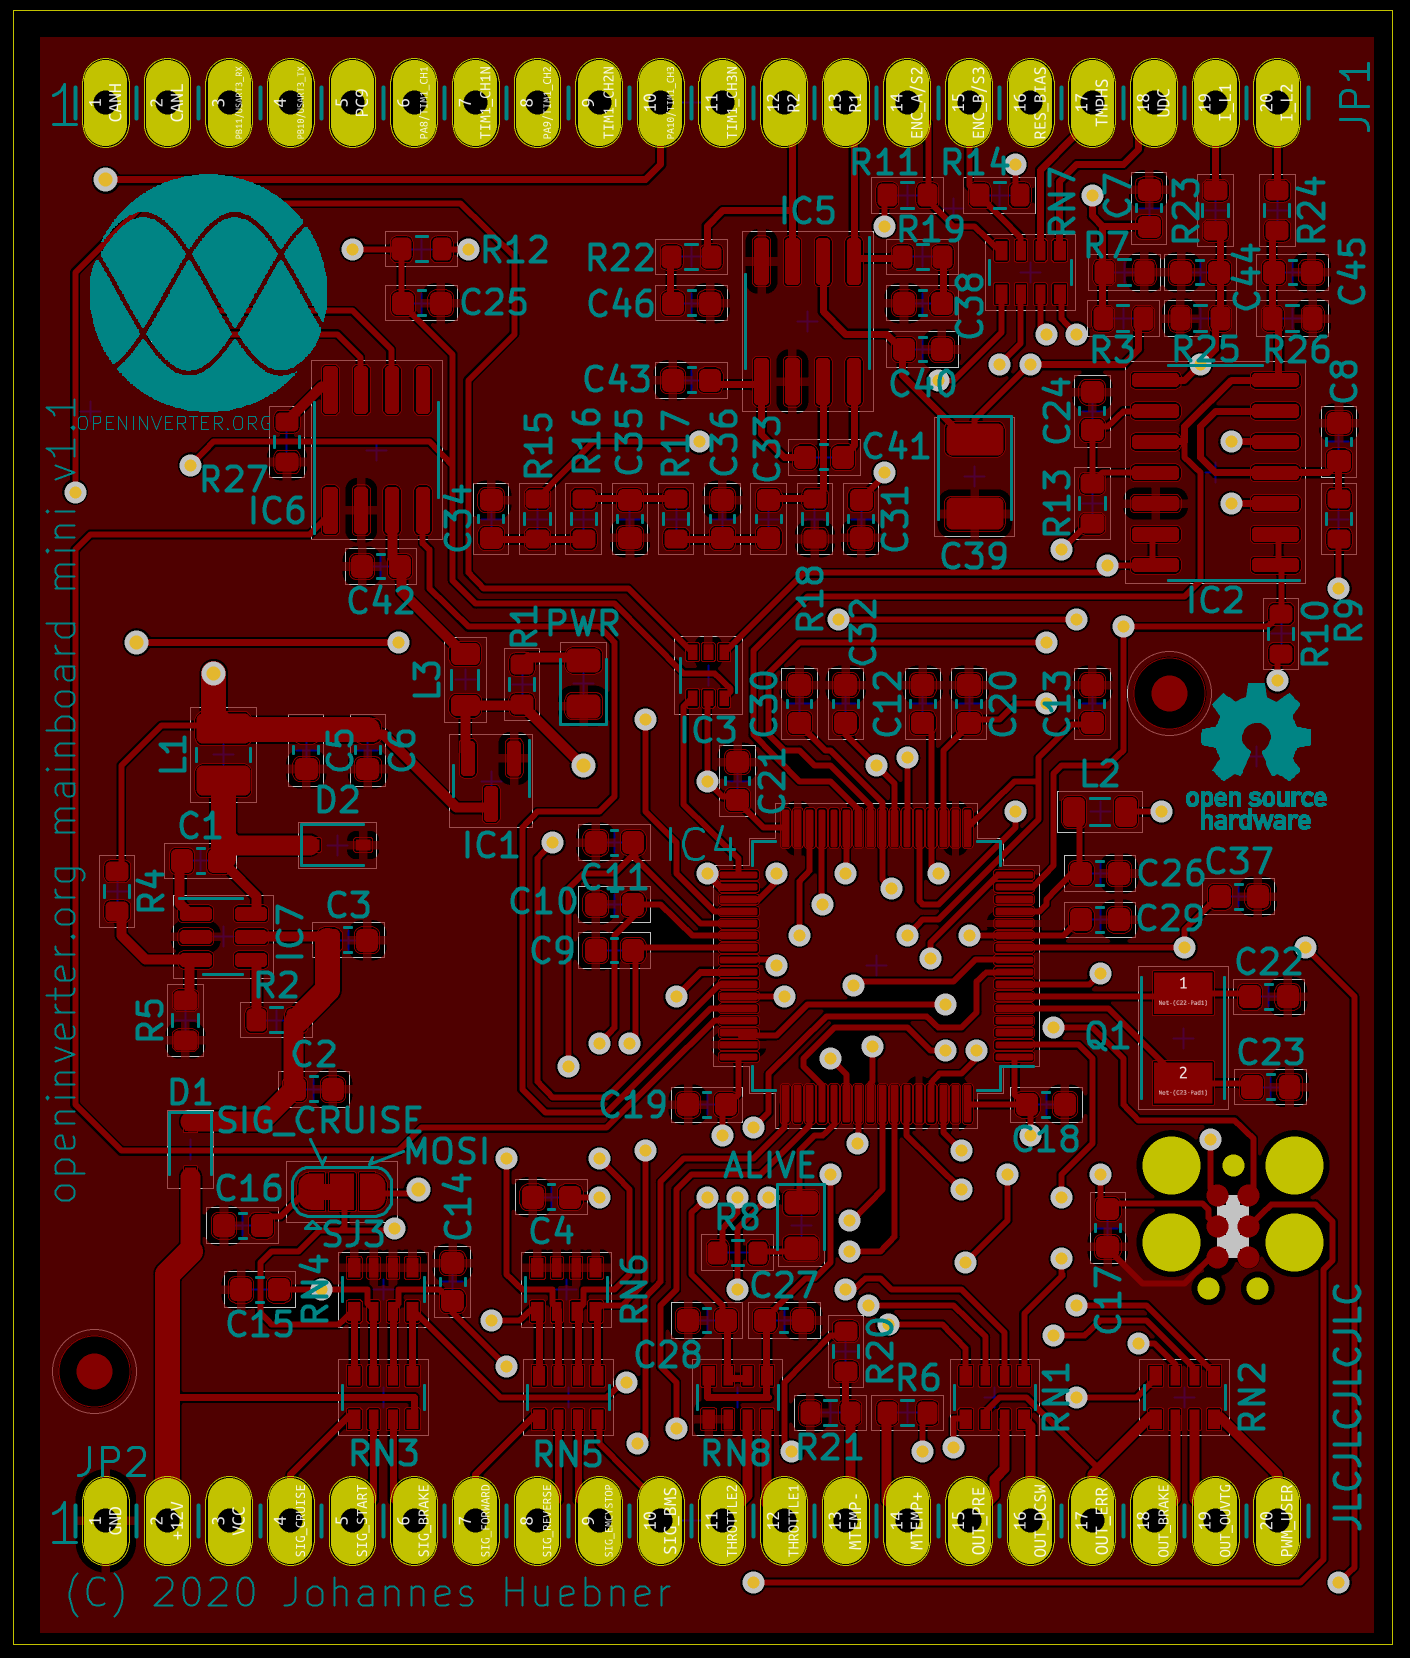 1
JP1
1 CANH
2 CANL
3 PB11/USART3_RX
4 PB10/USART3_TX
5 PC9
6 PA8/TIM1_CH1
7 TIM1_CH1N
8 PA9/TIM1_CH2
9 TIM1_CH2N
10 PA10/TIM1_CH3
11 TIM1_CH3N
12 R2
13 R1
14 ENC_A/S2
15 ENC_B/S3
16 RES_BIAS
17 TMPHS
18 UDC
19 I_L1
20 I_L2
R11
R14
RN7
C7
R23
R24
IC5
R19
R12
R22
R7
C44
C45
C25
C46
C38
R3
R25
R26
C40
C43
C24
C8
OPENINVERTER.ORG
openinverter.org mainboard mini v1.1
R27
IC6
C34
R15
R16
C35
R17
C36
C33
C41
C31
C39
R13
IC2
C42
R1
PWR
R18
C32
R10
R9
L3
IC3
C30
C12
C20
C13
L1
C5
C6
C21
L2
open source
hardware
D2
C1
IC1
IC4
C11
C26
C37
R4
C10
C29
C3
IC7
C9
C22
R2
1
Net-(C22-Pad1)
R5
Q1
C2
C23
2
Net-(C23-Pad1)
D1
SIG_CRUISE
C19
C18
MOSI
ALIVE
C16
C14
C4
R8
SJ3
RN4
RN6
C27
C17
C15
C28
R20
R6
RN1
RN2
RN3
RN5
RN8
R21
JLCJLCJLCJLC
JP2
1
1 GND
2 +12V
3 VCC
4 SIG_CRUISE
5 SIG_START
6 SIG_BRAKE
7 SIG_FORWARD
8 SIG_REVERSE
9 SIG_EMCYSTOP
10 SIG_BMS
11 THROTTLE2
12 THROTTLE1
13 MTEMP-
14 MTEMP+
15 OUT_PRE
16 OUT_DCSW
17 OUT_ERR
18 OUT_BRAKE
19 OUT_OVTG
20 PWM_USER
(C) 2020 Johannes Huebner